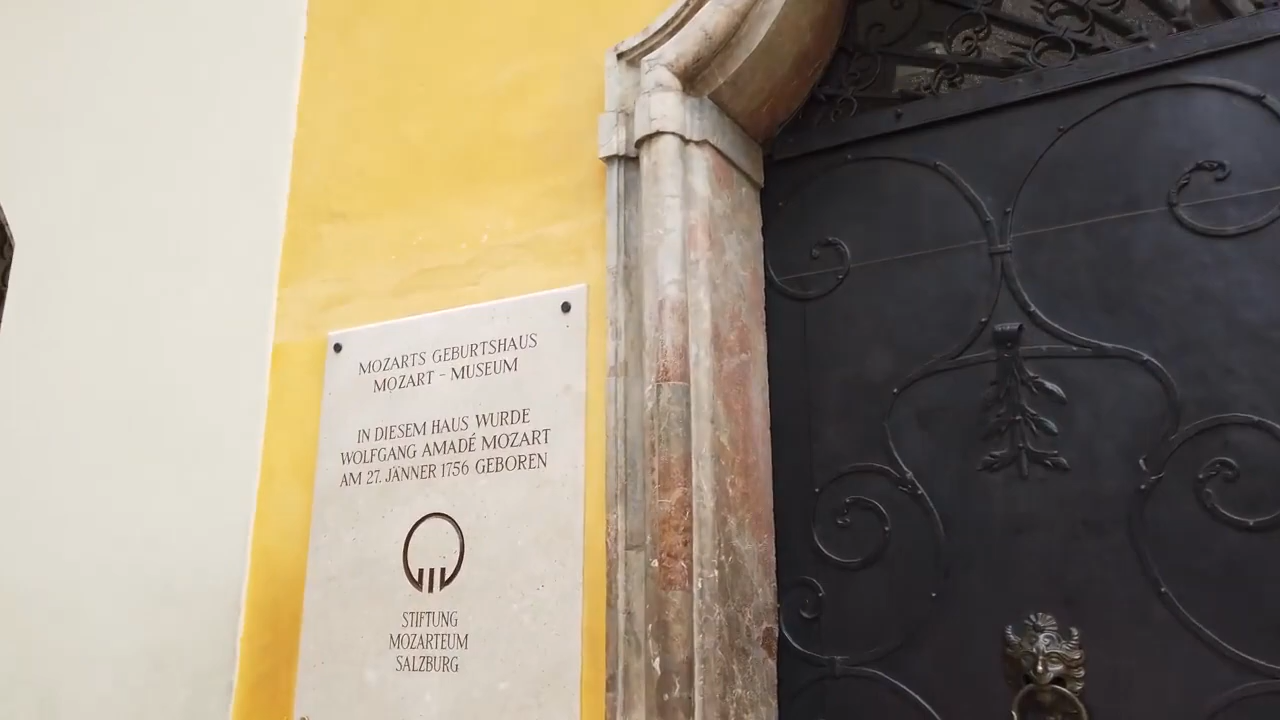 MOZARTS GEBURTSHAUS
MOZART - MUSEUM
IN DIESEM HAUS WURDE
WOLFGANG AMADÉ MOZART
AM 27. JÄNNER 1756 GEBOREN
STIFTUNG
MOZARTEUM
SALZBURG